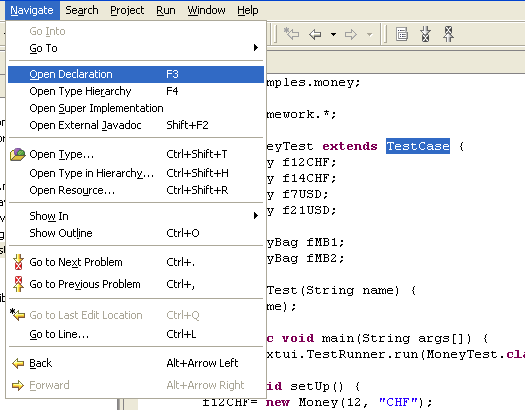 Navigate Search Project Run Window Help
Go Into
Go To
Open Declaration F3
Open Type Hierarchy F4
Open Super Implementation
Open External Javadoc Shift+F2
Open Type... Ctrl+Shift+T
Open Type in Hierarchy... Ctrl+Shift+H
Open Resource... Ctrl+Shift+R
Show In
Show Outline Ctrl+O
Go to Next Problem Ctrl+.
Go to Previous Problem Ctrl+,
Go to Last Edit Location Ctrl+Q
Go to Line... Ctrl+L
Back Alt+Arrow Left
Forward Alt+Arrow Right
mples.money;
mework.*;
neyTest extends TestCase {
y f12CHF;
y f14CHF;
y f7USD;
y f21USD;
yBag fMB1;
yBag fMB2;
Test(String name) {
me);
c void main(String args[]) {
xtui.TestRunner.run(MoneyTest.cla
id setUp() {
f12CHF= new Money(12, "CHF");